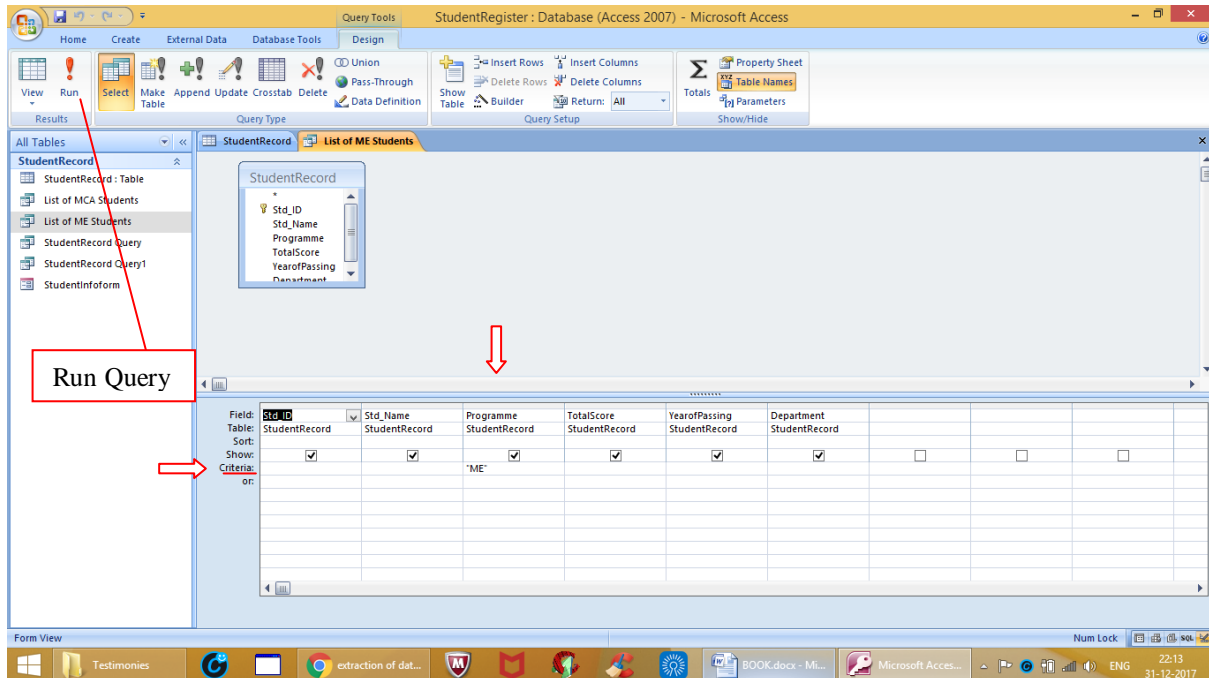 Query Tools
StudentRegister : Database (Access 2007) - Microsoft Access
Home Create External Data Database Tools Design
View Run Select Make Table Append Update Crosstab Delete
Union
Pass-Through
Data Definition
Show Table
Insert Rows
Delete Rows
Builder
Insert Columns
Delete Columns
Return: All
Totals
Property Sheet
Table Names
Parameters
Results Query Type Query Setup Show/Hide
All Tables
StudentRecord
StudentRecord : Table
List of MCA Students
List of ME Students
StudentRecord Query
StudentRecord Query1
StudentInfoform
StudentRecord List of ME Students
StudentRecord
*
Std_ID
Std_Name
Programme
TotalScore
YearofPassing
Department
Run Query
Field: Std_ID Std_Name Programme TotalScore YearofPassing Department
Table: StudentRecord StudentRecord StudentRecord StudentRecord StudentRecord StudentRecord
Sort:
Show:
Criteria: "ME"
or:
Form View
Num Lock
SQL
Testimonies
extraction of dat...
BOOK.docx - Mi...
Microsoft Acces...
ENG
22:13
31-12-2017